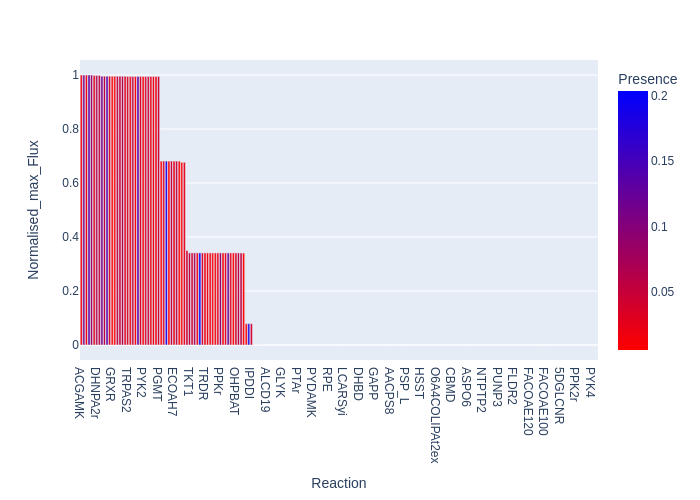 Presence
1
0.8
0.6
0.4
0.2
0
Normalised_max_Flux
0.2
0.15
0.1
0.05
ACGAMK
DHNPA2r
GRXR
TRPAS2
PYK2
PGMT
ECOAH7
TKT1
TRDR
PPKr
OHPBAT
IPDDI
ALCD19
GLYK
PTAr
PYDAMK
RPE
LCARSyi
DHBD
GAPP
AACPS8
PSP_L
HSST
O6A4COLIPAt2ex
CBMD
ASPO6
NTPTP2
PUNP3
FLDR2
FACOAE120
FACOAE100
5DGLCNR
PPK2r
PYK4
Reaction